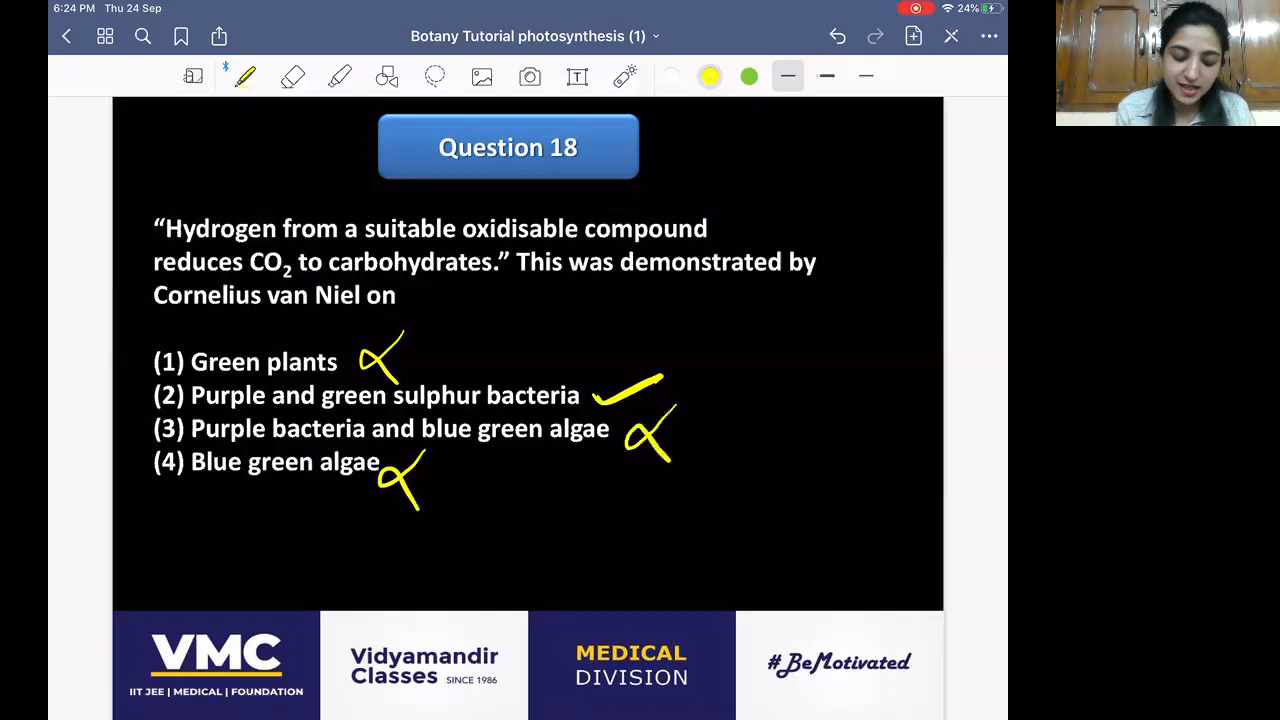 6:24 PM Thu 24 Sep
24%
Botany Tutorial photosynthesis (1)
T
Question 18
“Hydrogen from a suitable oxidisable compound
reduces CO2 to carbohydrates.” This was demonstrated by
Cornelius van Niel on
(1) Green plants
(2) Purple and green sulphur bacteria
(3) Purple bacteria and blue green algae
(4) Blue green algae
VMC
IIT JEE | MEDICAL | FOUNDATION
Vidyamandir
Classes SINCE 1986
MEDICAL
DIVISION
#BeMotivated